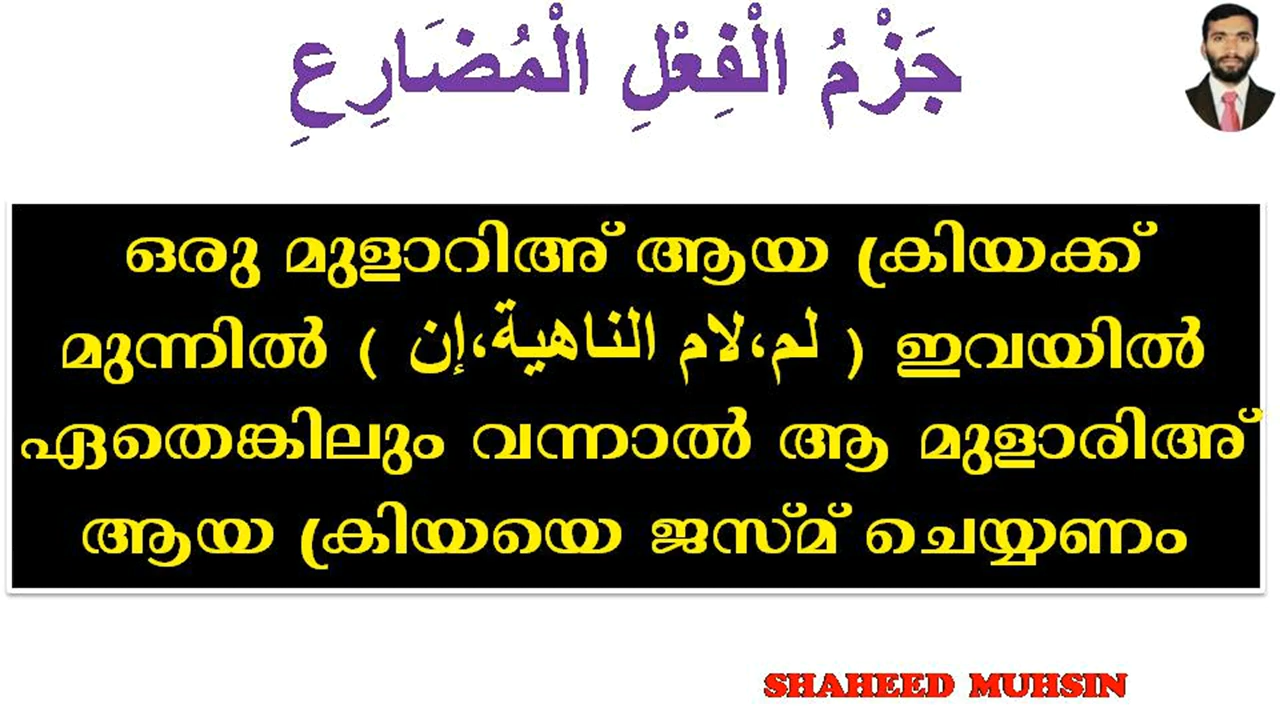 جَزْمُ الْفِعْلِ الْمُضَارِعِ
ഒരു മുളാറിഅ് ആയ ക്രിയക്ക്
മുന്നിൽ ( لم،لام الناهية،إن ) ഇവയിൽ
ഏതെങ്കിലും വന്നാൽ ആ മുളാരിഅ്
ആയ ക്രിയയെ ജസ്മ് ചെയ്യണം
SHAHEED MUHSIN